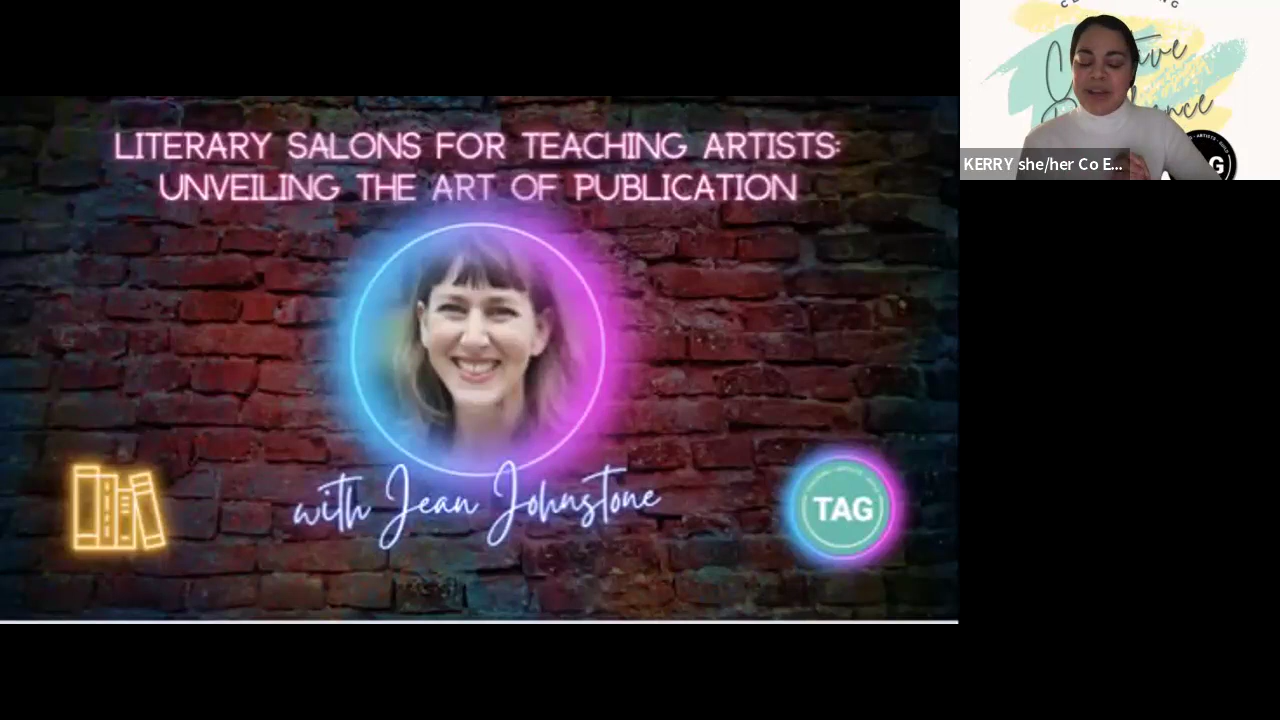 LITERARY SALONS FOR TEACHING ARTISTS:
UNVEILING THE ART OF PUBLICATION
with Jean Johnstone
TAG
KERRY she/her Co E...